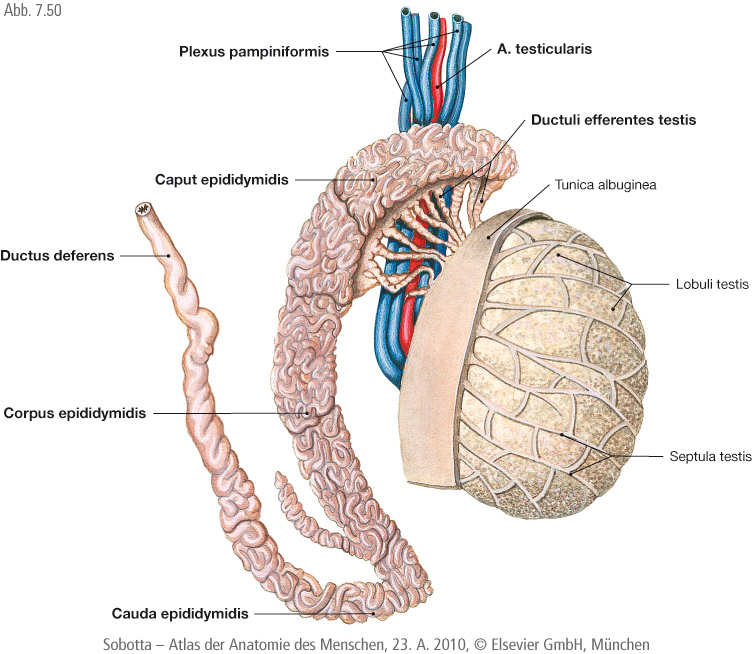 Abb. 7.50
Plexus pampiniformis
A. testicularis
Ductuli efferentes testis
Caput epididymidis
Tunica albuginea
Ductus deferens
Lobuli testis
Corpus epididymidis
Septula testis
Cauda epididymidis
Sobotta – Atlas der Anatomie des Menschen, 23. A. 2010, © Elsevier GmbH, München